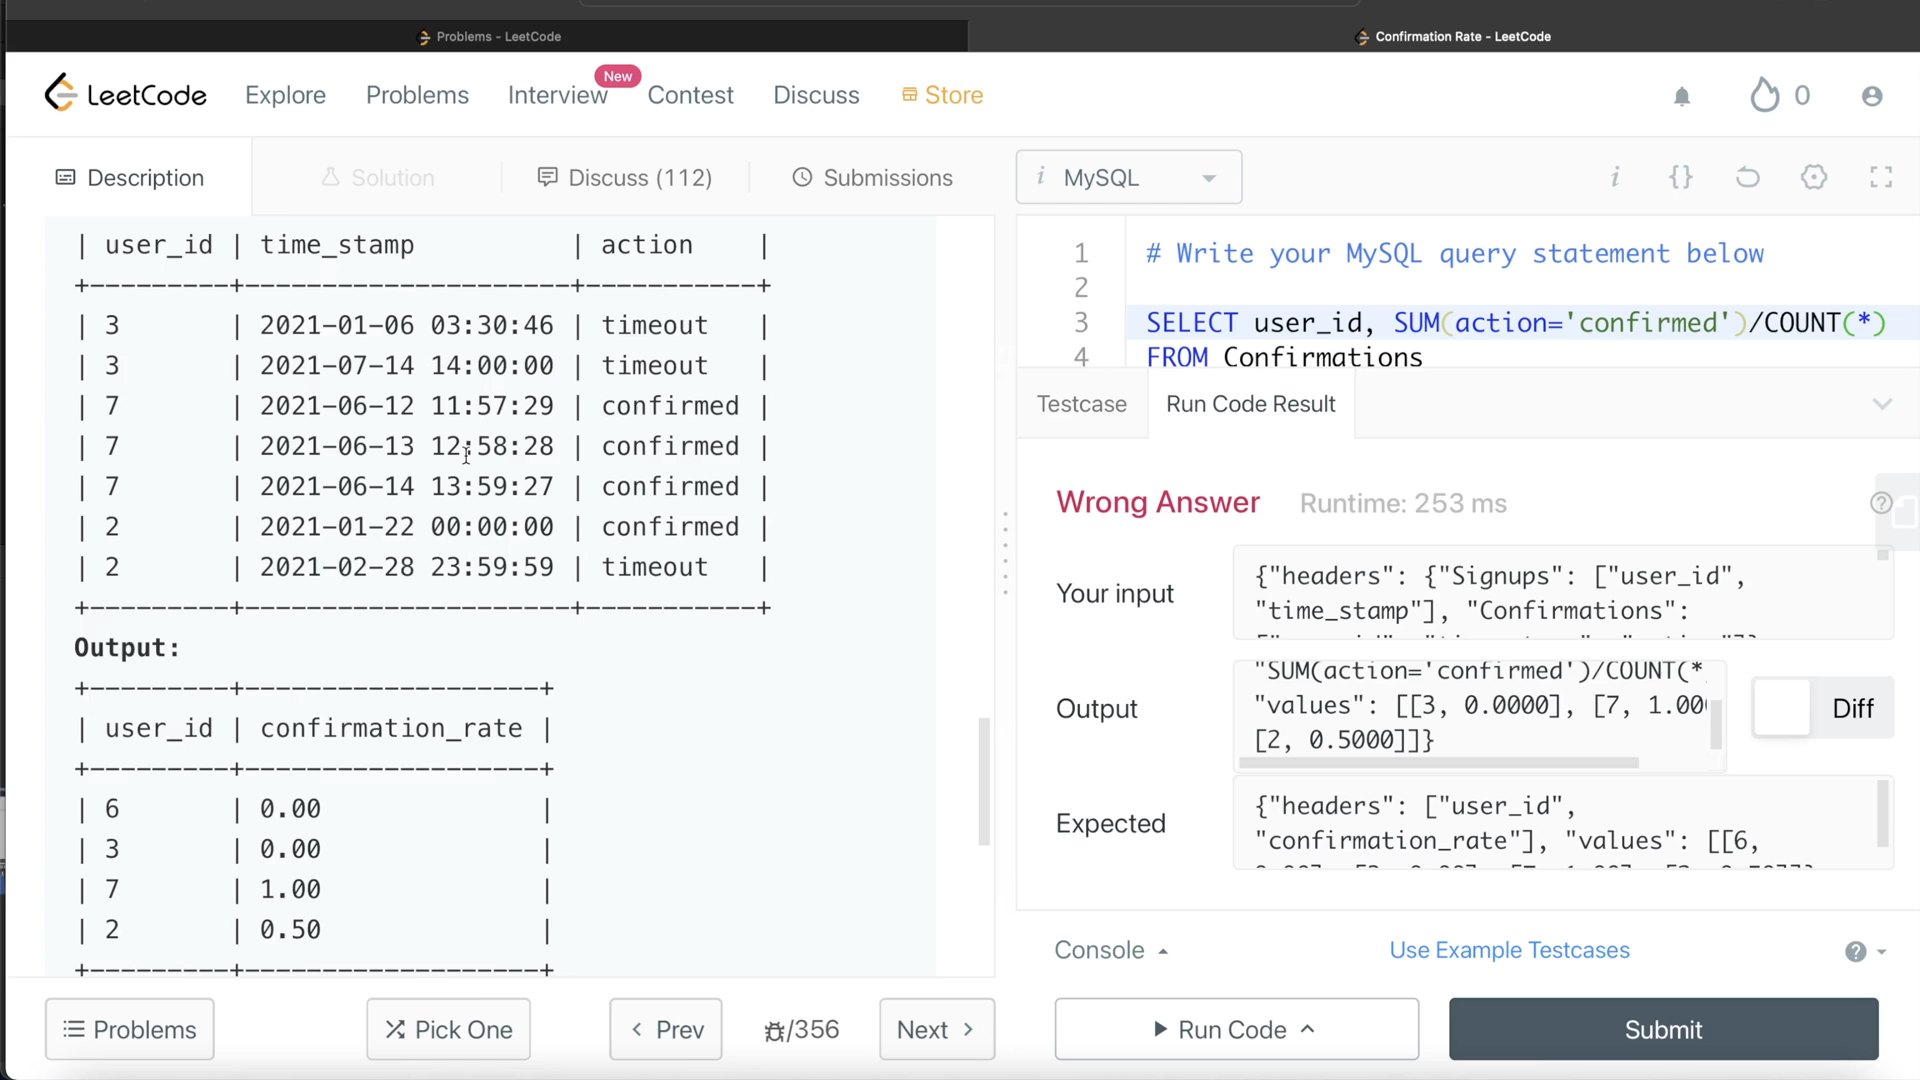 Problems - LeetCode
Confirmation Rate - LeetCode
LeetCode Explore Problems Interview New Contest Discuss Store 0
Description Solution Discuss (112) Submissions
| user_id | time_stamp | action |
+---------+---------------------+-----------+
| 3 | 2021-01-06 03:30:46 | timeout |
| 3 | 2021-07-14 14:00:00 | timeout |
| 7 | 2021-06-12 11:57:29 | confirmed |
| 7 | 2021-06-13 12:58:28 | confirmed |
| 7 | 2021-06-14 13:59:27 | confirmed |
| 2 | 2021-01-22 00:00:00 | confirmed |
| 2 | 2021-02-28 23:59:59 | timeout |
+---------+---------------------+-----------+
Output:
+---------+-------------------+
| user_id | confirmation_rate |
+---------+-------------------+
| 6 | 0.00 |
| 3 | 0.00 |
| 7 | 1.00 |
| 2 | 0.50 |
+---------+-------------------+
Problems Pick One Prev /356 Next
i MySQL i {}
1 # Write your MySQL query statement below
2
3 SELECT user_id, SUM(action='confirmed')/COUNT(*)
4 FROM Confirmations
Testcase Run Code Result
Wrong Answer Runtime: 253 ms ?
Your input
{"headers": {"Signups": ["user_id",
"time_stamp"], "Confirmations":
Output
"SUM(action='confirmed')/COUNT(*
"values": [[3, 0.0000], [7, 1.00
[2, 0.5000]]}
Diff
Expected
{"headers": ["user_id",
"confirmation_rate"], "values": [[6,
Console Use Example Testcases ?
Run Code Submit